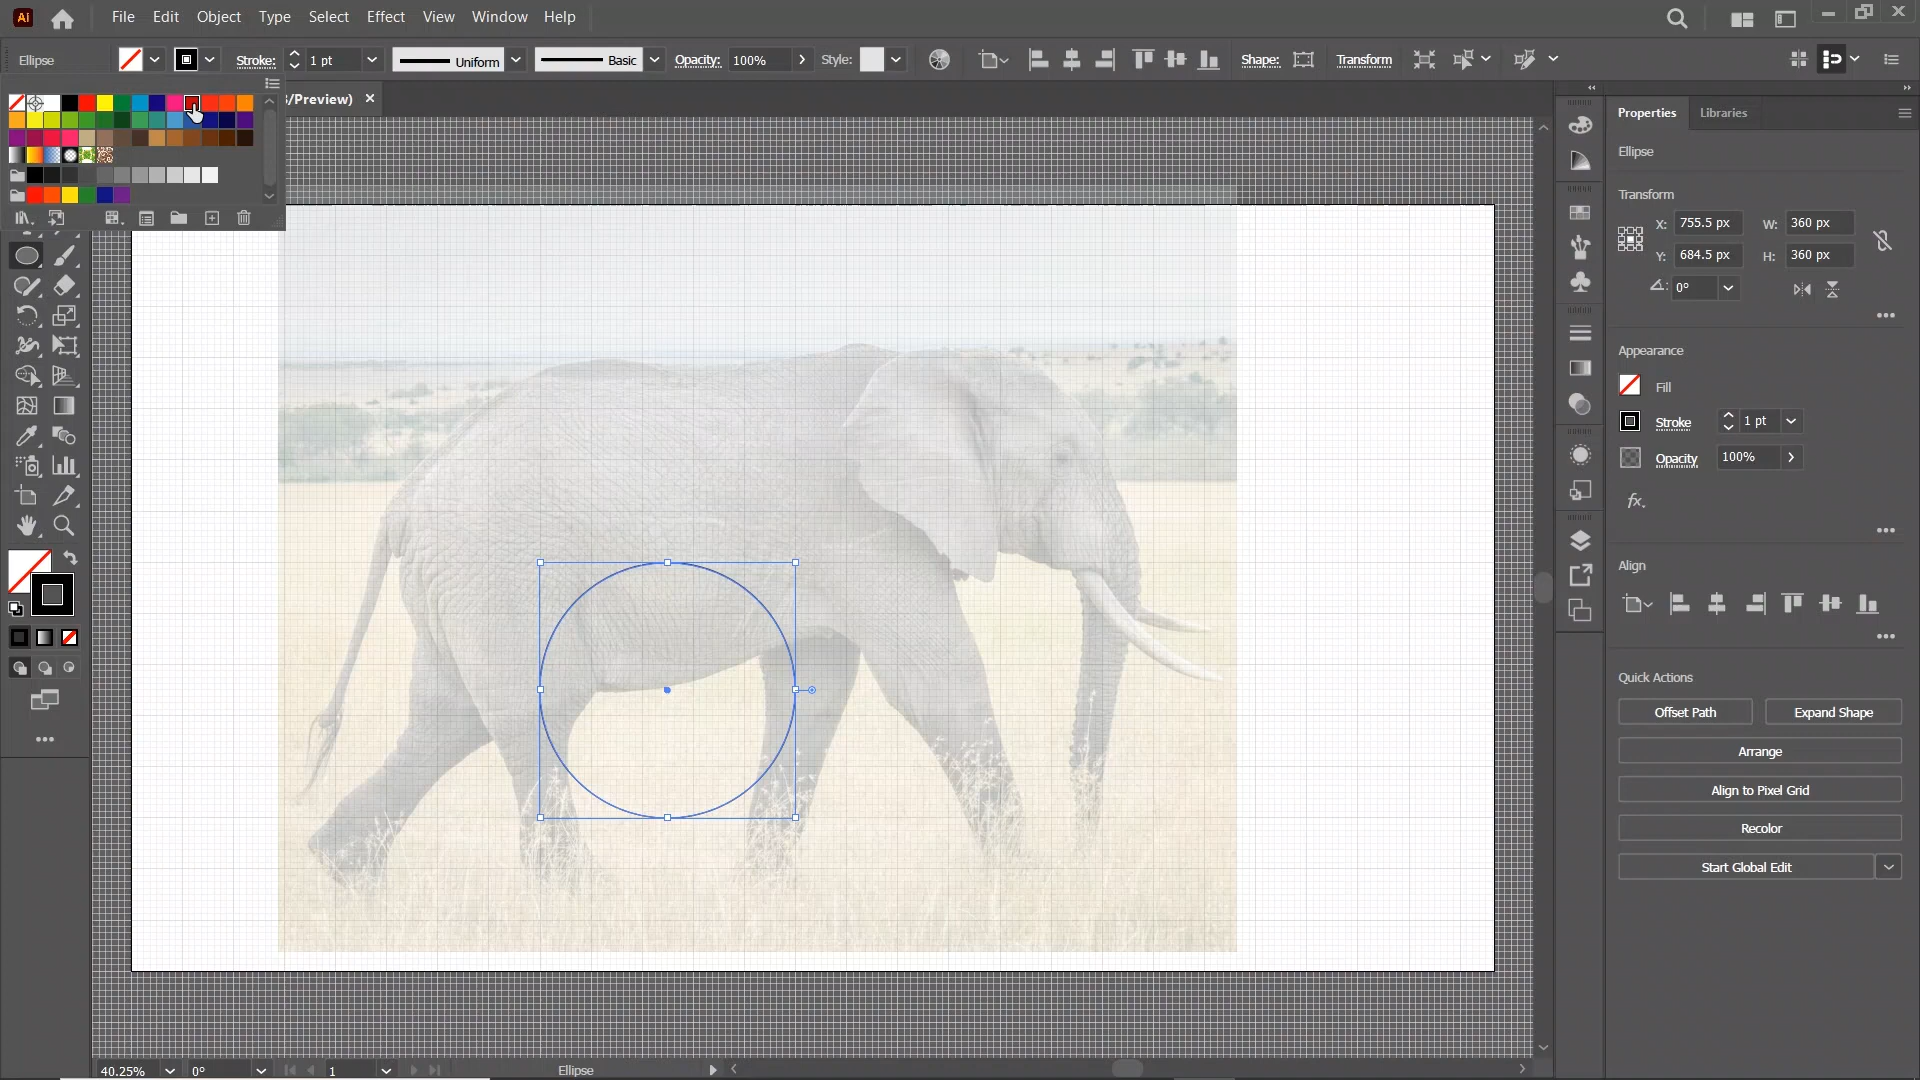 Ai File Edit Object Type Select Effect View Window Help
Ellipse Stroke: 1 pt Uniform Basic Opacity: 100% Style: Shape: Transform
/Preview)
Properties Libraries
Ellipse
Transform
X: 755.5 px W: 360 px
Y: 684.5 px H: 360 px
0°
Appearance
Fill
Stroke 1 pt
Opacity 100%
fx.
Align
Quick Actions
Offset Path Expand Shape
Arrange
Align to Pixel Grid
Recolor
Start Global Edit
40.25% 0° 1 Ellipse